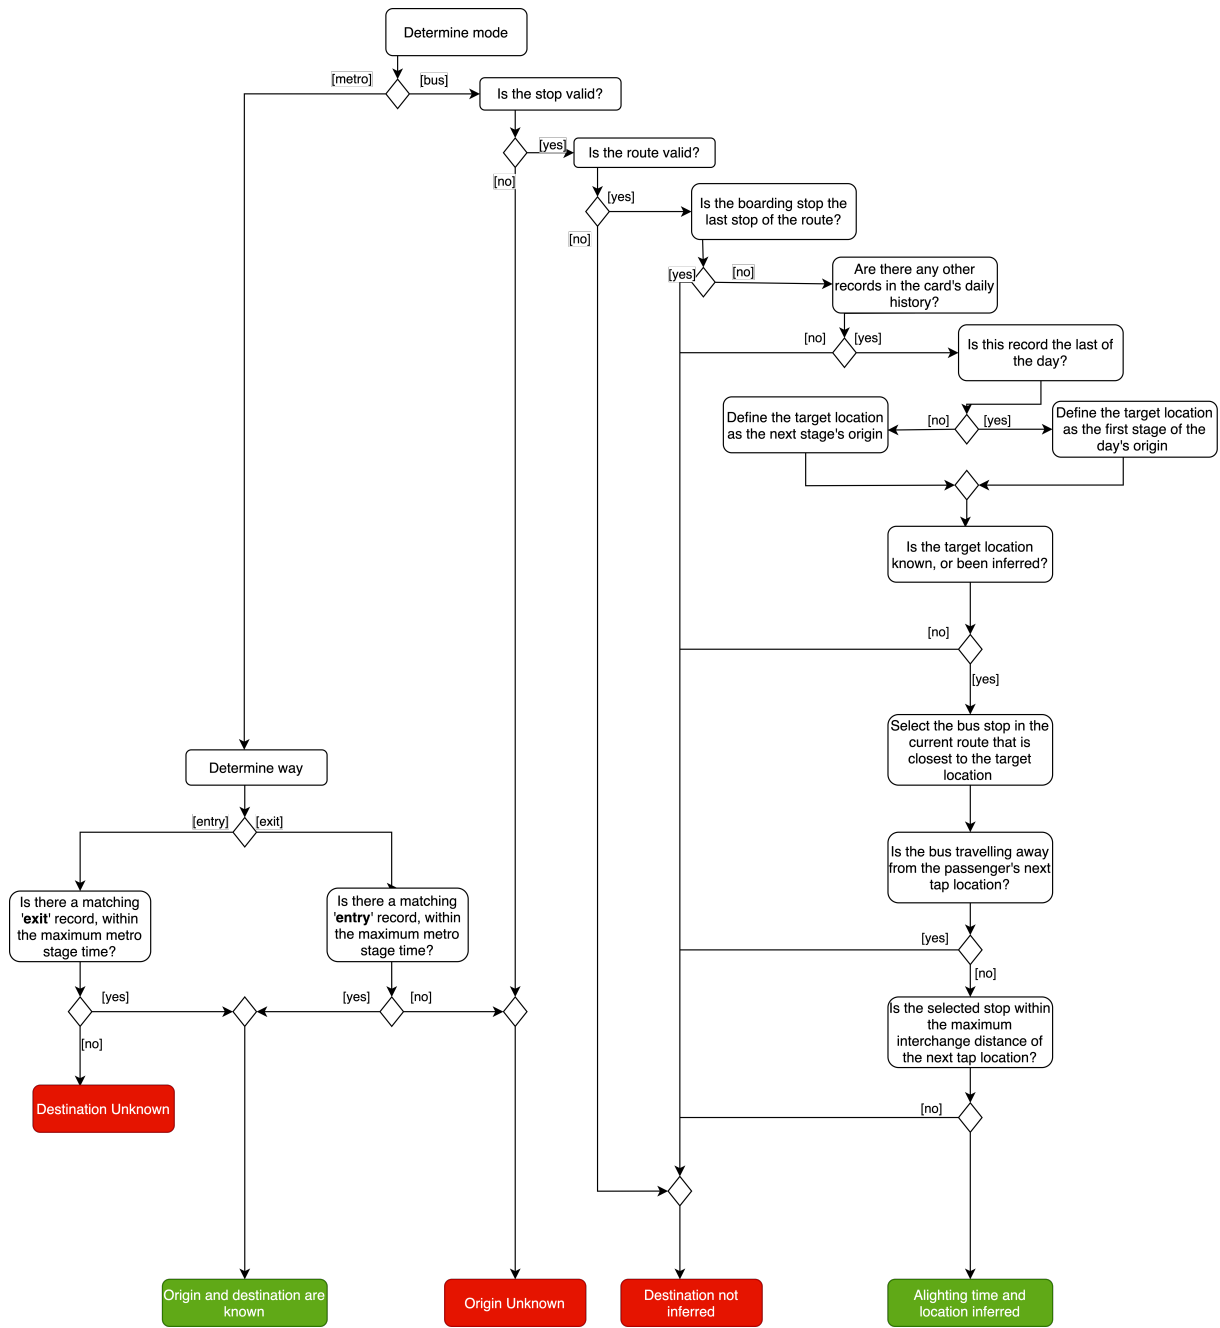 Determine mode
[metro]
[bus]
Is the stop valid?
[yes]
Is the route valid?
[no]
[yes]
Is the boarding stop the
last stop of the route?
[no]
[yes]
[no]
Are there any other
records in the card's daily
history?
[no]
[yes]
Is this record the last of
the day?
Define the target location
as the next stage's origin
[no]
[yes]
Define the target location
as the first stage of the
day's origin
Is the target location
known, or been inferred?
[no]
[yes]
Select the bus stop in the
current route that is
closest to the target
location
Determine way
[entry]
[exit]
Is the bus travelling away
from the passenger's next
tap location?
Is there a matching
'exit' record, within
the maximum metro
stage time?
Is there a matching
'entry' record, within
the maximum metro
stage time?
[yes]
[no]
[yes]
[yes]
[no]
Is the selected stop within
the maximum
interchange distance of
the next tap location?
[no]
Destination Unknown
[no]
Origin and destination are
known
Origin Unknown
Destination not
inferred
Alighting time and
location inferred